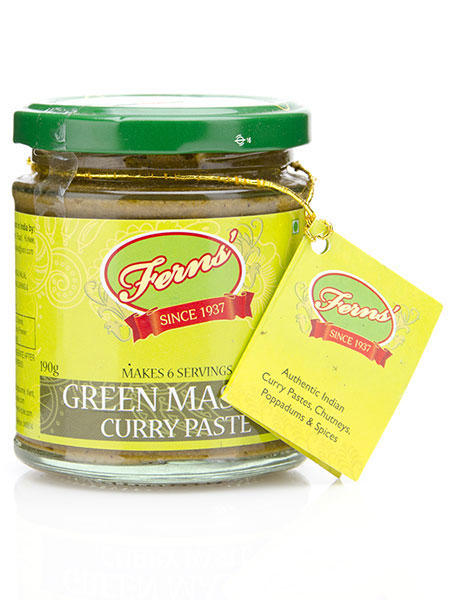 Ferns'
SINCE 1937
190g
MAKES 6 SERVINGS
GREEN MAS
CURRY PASTE
Ferns'
SINCE 1937
Authentic Indian
Curry Pastes, Chutneys,
Poppadums & Spices